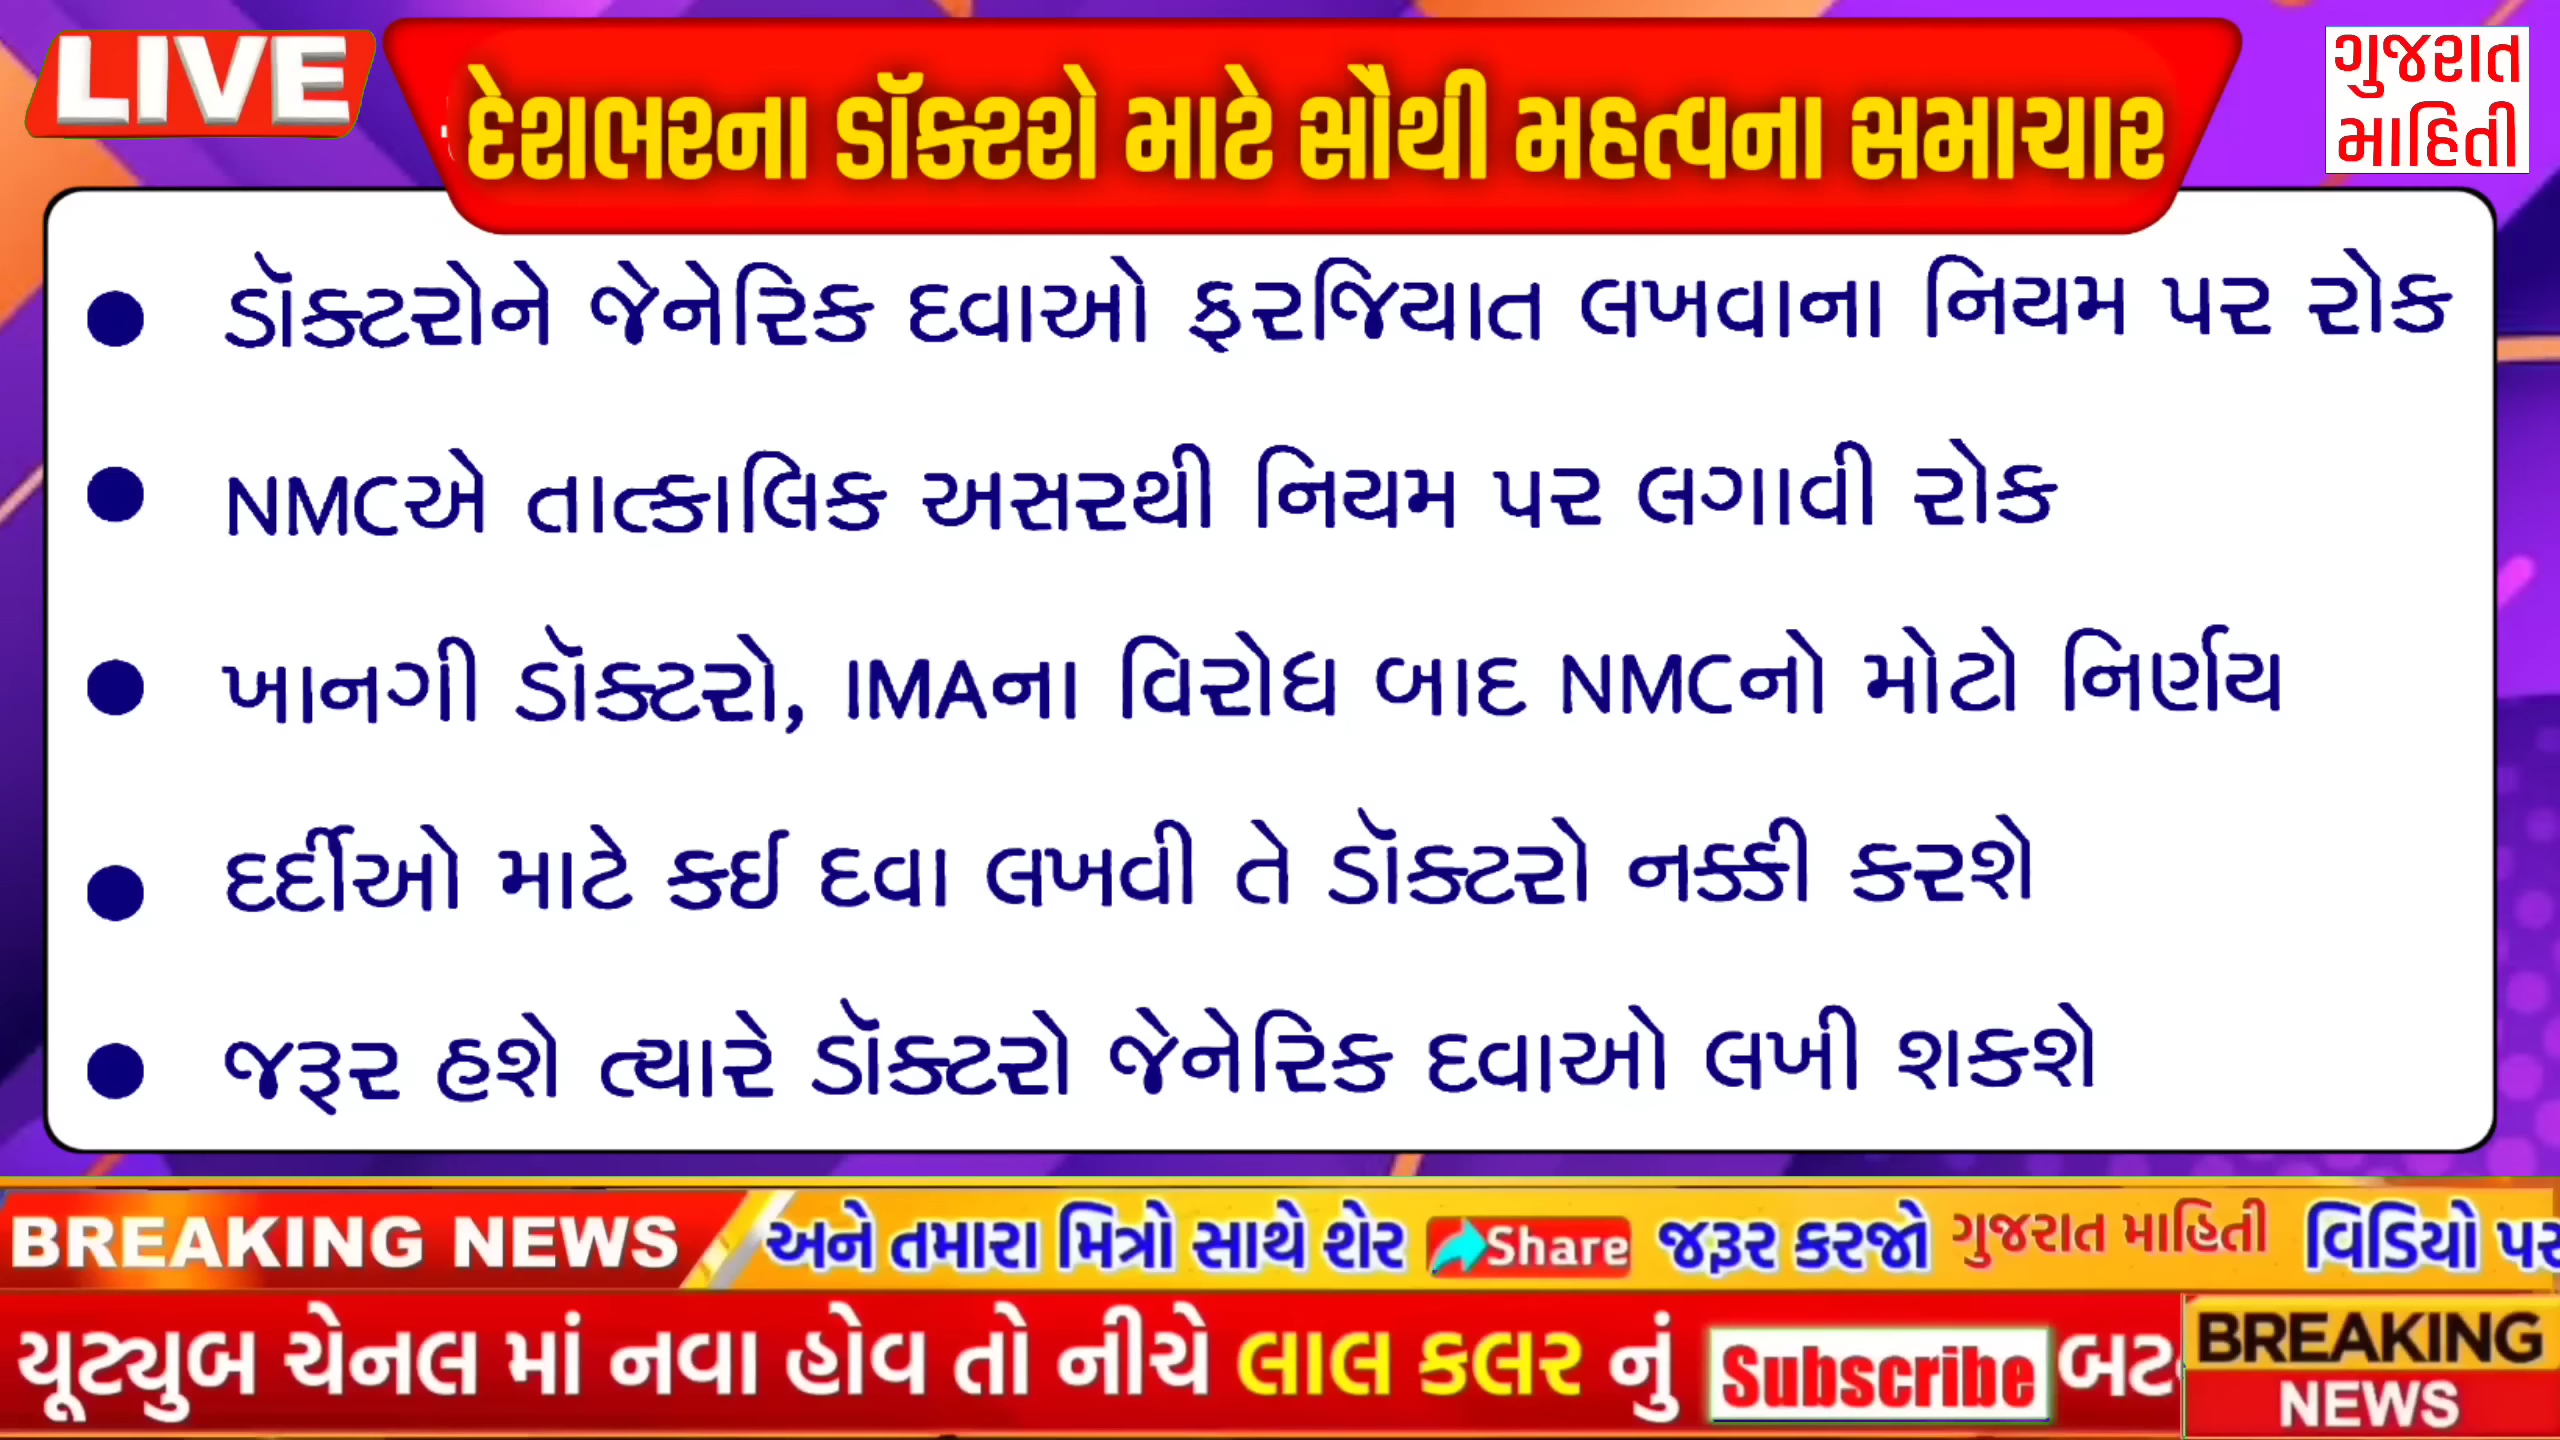 LIVE
દેશભરના ડૉક્ટરો માટે સૌથી મહત્વના સમાચાર
ગુજરાત
માહિતી
ડૉક્ટરોને જેનેરિક દવાઓ ફરજિયાત લખવાના નિયમ પર રોક
NMCએ તાત્કાલિક અસરથી નિયમ પર લગાવી રોક
ખાનગી ડૉક્ટરો, IMAના વિરોધ બાદ NMCનો મોટો નિર્ણય
દર્દીઓ માટે કઈ દવા લખવી તે ડૉક્ટરો નક્કી કરશે
જરૂર હશે ત્યારે ડૉક્ટરો જેનેરિક દવાઓ લખી શકશે
BREAKING NEWS અને તમારા મિત્રો સાથે શેર Share જરૂર કરજો ગુજરાત માહિતી વિડિયો પર
યૂટ્યુબ ચેનલ માં નવા હોવ તો નીચે લાલ કલર નું Subscribe
BREAKING
NEWS